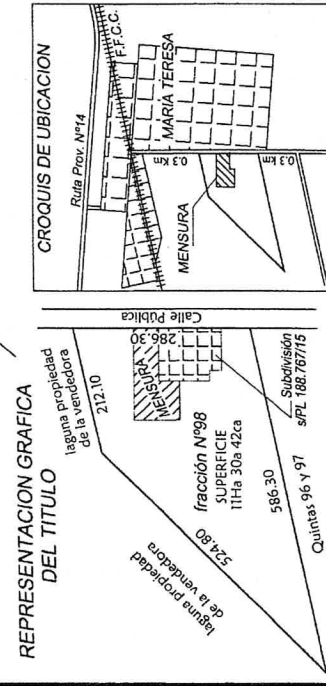 REPRESENTACION GRAFICA
DEL TITULO
laguna propiedad
de la vendedora
212.10
Calle Pública
286.30
MENSURA
fracción Nº98
SUPERFICIE
11Ha 30a 42ca
Subdivisión
s/PL 188.767/15
524.80
laguna propiedad
de la vendedora
586.30
Quintas 96 y 97
CROQUIS DE UBICACION
Ruta Prov. Nº14
F.F.C.C.
MARIA TERESA
MENSURA
0.3 Km
0.3 Km